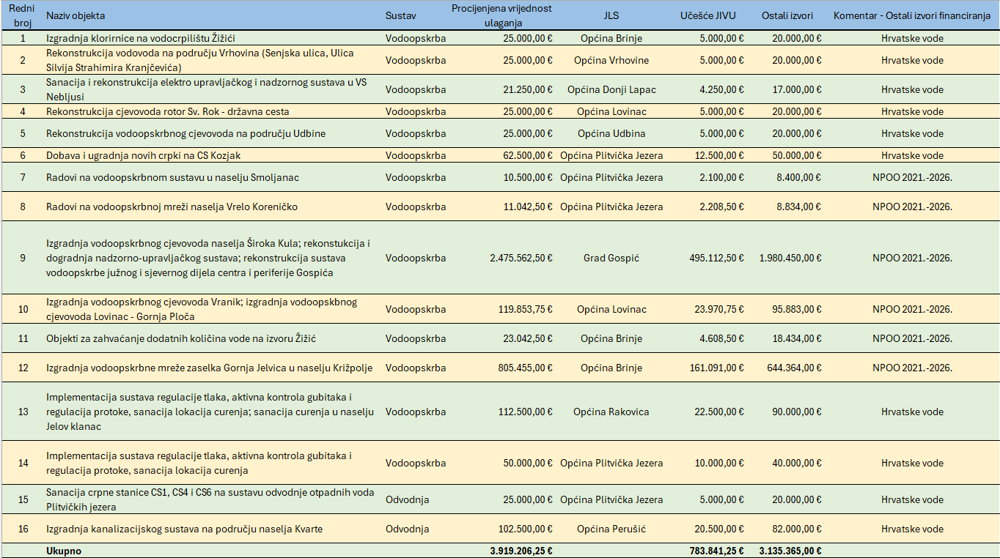 Redni broj Naziv objekta Sustav Procijenjena vrijednost ulaganja JLS Učešće JIVU Ostali izvori Komentar - Ostali izvori financiranja
1 Izgradnja klorirnice na vodocrpilištu Žižići Vodoopskrba 25.000,00 € Općina Brinje 5.000,00 € 20.000,00 € Hrvatske vode
2 Rekonstrukcija vodovoda na području Vrhovina (Senjska ulica, Ulica
Silvija Strahimira Kranjčevića) Vodoopskrba 25.000,00 € Općina Vrhovine 5.000,00 € 20.000,00 € Hrvatske vode
3 Sanacija i rekonstrukcija elektro upravljačkog i nadzornog sustava u VS
Nebljusi Vodoopskrba 21.250,00 € Općina Donji Lapac 4.250,00 € 17.000,00 € Hrvatske vode
4 Rekonstrukcija cjevovoda rotor Sv. Rok - državna cesta Vodoopskrba 25.000,00 € Općina Lovinac 5.000,00 € 20.000,00 € Hrvatske vode
5 Rekonstrukcija vodoopskrbnog cjevovoda na području Udbine Vodoopskrba 25.000,00 € Općina Udbina 5.000,00 € 20.000,00 € Hrvatske vode
6 Dobava i ugradnja novih crpki na CS Kozjak Vodoopskrba 62.500,00 € Općina Plitvička Jezera 12.500,00 € 50.000,00 € Hrvatske vode
7 Radovi na vodoopskrbnom sustavu u naselju Smoljanac Vodoopskrba 10.500,00 € Općina Plitvička Jezera 2.100,00 € 8.400,00 € NPOO 2021.-2026.
8 Radovi na vodoopskrbnoj mreži naselja Vrelo Koreničko Vodoopskrba 11.042,50 € Općina Plitvička Jezera 2.208,50 € 8.834,00 € NPOO 2021.-2026.
9 Izgradnja vodoopskrbnog cjevovoda naselja Široka Kula; rekonstukcija i
dogradnja nadzorno-upravljačkog sustava; rekonstrukcija sustava
vodoopskrbe južnog i sjevernog dijela centra i periferije Gospića Vodoopskrba 2.475.562,50 € Grad Gospić 495.112,50 € 1.980.450,00 € NPOO 2021.-2026.
10 Izgradnja vodoopskrbnog cjevovoda Vranik; izgradnja vodoopskbnog
cjevovoda Lovinac - Gornja Ploča Vodoopskrba 119.853,75 € Općina Lovinac 23.970,75 € 95.883,00 € NPOO 2021.-2026.
11 Objekti za zahvaćanje dodatnih količina vode na izvoru Žižić Vodoopskrba 23.042,50 € Općina Brinje 4.608,50 € 18.434,00 € NPOO 2021.-2026.
12 Izgradnja vodoopskrbne mreže zaselka Gornja Jelvica u naselju Križpolje Vodoopskrba 805.455,00 € Općina Brinje 161.091,00 € 644.364,00 € NPOO 2021.-2026.
13 Implementacija sustava regulacije tlaka, aktivna kontrola gubitaka i
regulacija protoke, sanacija lokacija curenja; sanacija curenja u naselju
Jelov klanac Vodoopskrba 112.500,00 € Općina Rakovica 22.500,00 € 90.000,00 € Hrvatske vode
14 Implementacija sustava regulacije tlaka, aktivna kontrola gubitaka i
regulacija protoke, sanacija lokacija curenja Vodoopskrba 50.000,00 € Općina Plitvička Jezera 10.000,00 € 40.000,00 € Hrvatske vode
15 Sanacija crpne stanice CS1, CS4 i CS6 na sustavu odvodnje otpadnih voda
Plitvičkih jezera Odvodnja 25.000,00 € Općina Plitvička Jezera 5.000,00 € 20.000,00 € Hrvatske vode
16 Izgradnja kanalizacijskog sustava na području naselja Kvarte Odvodnja 102.500,00 € Općina Perušić 20.500,00 € 82.000,00 € Hrvatske vode
Ukupno 3.919.206,25 € 783.841,25 € 3.135.365,00 €